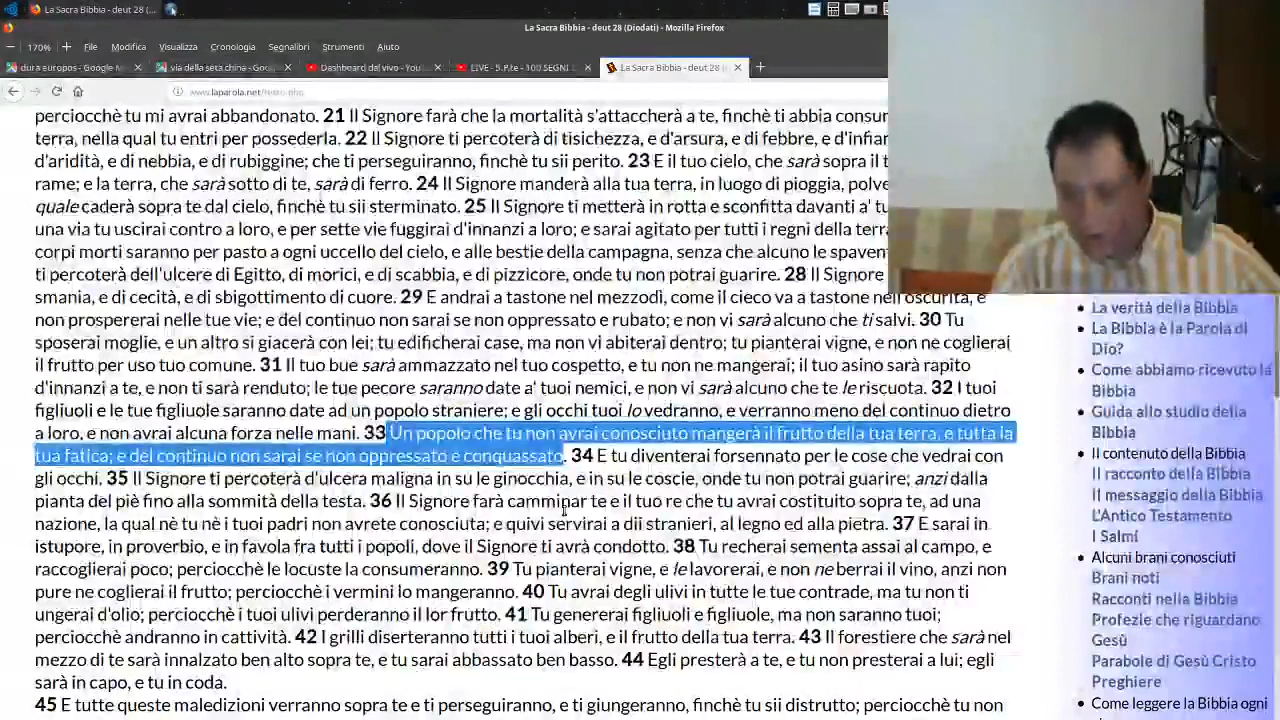 La Sacra Bibbia - deut 28 (...
La Sacra Bibbia - deut 28 (Diodati) - Mozilla Firefox
170% File Modifica Visualizza Cronologia Segnalibri Strumenti Aiuto
dura europos - Google M
via della seta cina - Goog
Dashboard dal vivo - You
LIVE - 5.P.te - 100 SEGNI D
La Sacra Bibbia - deut 28 (
www.laparola.net/testo.php
perciocchè tu mi avrai abbandonato. 21 Il Signore farà che la mortalità s'attaccherà a te, finchè ti abbia consu
terra, nella qual tu entri per possederla. 22 Il Signore ti percoterà di tisichezza, e d'arsura, e di febbre, e d'infiar
d'aridità, e di nebbia, e di rubiggine; che ti perseguiranno, finchè tu sii perito. 23 E il tuo cielo, che sarà sopra il t
rame; e la terra, che sarà sotto di te, sarà di ferro. 24 Il Signore manderà alla tua terra, in luogo di pioggia, polve
quale caderà sopra te dal cielo, finchè tu sii sterminato. 25 Il Signore ti metterà in rotta e sconfitta davanti a' tu
una via tu uscirai contro a loro, e per sette vie fuggirai d'innanzi a loro; e sarai agitato per tutti i regni della terra
corpi morti saranno per pasto a ogni uccello del cielo, e alle bestie della campagna, senza che alcuno le spaven
ti percoterà dell'ulcere di Egitto, di morici, e di scabbia, e di pizzicore, onde tu non potrai guarire. 28 Il Signore
smania, e di cecità, e di sbigottimento di cuore. 29 E andrai a tastone nel mezzodì, come il cieco va a tastone nell'oscurità, e
non prospererai nelle tue vie; e del continuo non sarai se non oppressato e rubato; e non vi sarà alcuno che ti salvi. 30 Tu
sposerai moglie, e un altro si giacerà con lei; tu edificherai case, ma non vi abiterai dentro; tu pianterai vigne, e non ne coglierai
il frutto per uso tuo comune. 31 Il tuo bue sarà ammazzato nel tuo cospetto, e tu non ne mangerai; il tuo asino sarà rapito
d'innanzi a te, e non ti sarà renduto; le tue pecore saranno date a' tuoi nemici, e non vi sarà alcuno che te le riscuota. 32 I tuoi
figliuoli e le tue figliuole saranno date ad un popolo straniere; e gli occhi tuoi lo vedranno, e verranno meno del continuo dietro
a loro, e non avrai alcuna forza nelle mani. 33 Un popolo che tu non avrai conosciuto mangerà il frutto della tua terra, e tutta la
tua fatica; e del continuo non sarai se non oppressato e conquassato. 34 E tu diventerai forsennato per le cose che vedrai con
gli occhi. 35 Il Signore ti percoterà d'ulcera maligna in su le ginocchia, e in su le coscie, onde tu non potrai guarire; anzi dalla
pianta del piè fino alla sommità della testa. 36 Il Signore farà camminar te e il tuo re che tu avrai costituito sopra te, ad una
nazione, la qual nè tu nè i tuoi padri non avrete conosciuta; e quivi servirai a dii stranieri, al legno ed alla pietra. 37 E sarai in
istupore, in proverbio, e in favola fra tutti i popoli, dove il Signore ti avrà condotto. 38 Tu recherai sementa assai al campo, e
raccoglierai poco; perciocchè le locuste la consumeranno. 39 Tu pianterai vigne, e le lavorerai, e non ne berrai il vino, anzi non
pure ne coglierai il frutto; perciocchè i vermini lo mangeranno. 40 Tu avrai degli ulivi in tutte le tue contrade, ma tu non ti
ungerai d'olio; perciocchè i tuoi ulivi perderanno il lor frutto. 41 Tu genererai figliuoli e figliuole, ma non saranno tuoi;
perciocchè andranno in cattività. 42 I grilli diserteranno tutti i tuoi alberi, e il frutto della tua terra. 43 Il forestiere che sarà nel
mezzo di te sarà innalzato ben alto sopra te, e tu sarai abbassato ben basso. 44 Egli presterà a te, e tu non presterai a lui; egli
sarà in capo, e tu in coda.
45 E tutte queste maledizioni verranno sopra te e ti perseguiranno, e ti giungeranno, finchè tu sii distrutto; perciocchè tu non
La verità della Bibbia
La Bibbia è la Parola di
Dio?
Come abbiamo ricevuto la
Bibbia
Guida allo studio della
Bibbia
Il contenuto della Bibbia
Il racconto della Bibbia
Il messaggio della Bibbia
L'Antico Testamento
I Salmi
Alcuni brani conosciuti
Brani noti
Racconti nella Bibbia
Profezie che riguardano
Gesù
Parabole di Gesù Cristo
Preghiere
Come leggere la Bibbia ogni